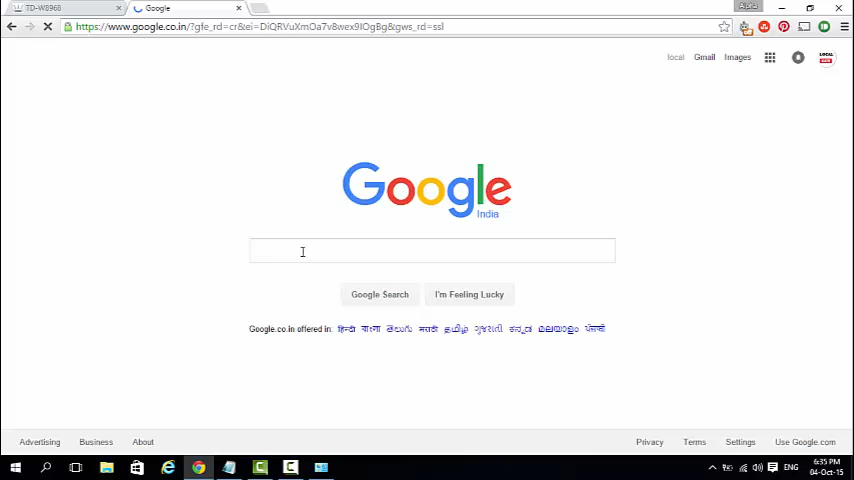 TD-W8968
Google
Alpha
https://www.google.co.in/?gfe_rd=cr&ei=DiQRVuXmOa7v8wex9IOgBg&gws_rd=ssl
local Gmail Images
Google
India
Google Search I'm Feeling Lucky
Google.co.in offered in: हिन्दी বাংলা తెలుగు मराठी தமிழ் ગુજરાતી ಕನ್ನಡ മലയാളം ਪੰਜਾਬੀ
Advertising Business About Privacy Terms Settings Use Google.com
ENG 6:35 PM
04-Oct-15